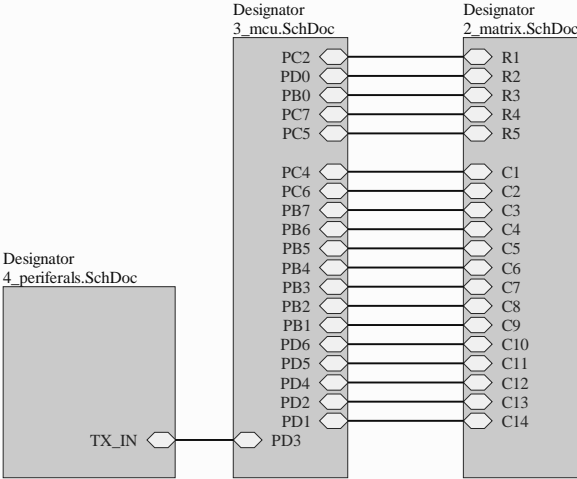 Designator
3_mcu.SchDoc
Designator
2_matrix.SchDoc
PC2 R1
PD0 R2
PB0 R3
PC7 R4
PC5 R5
PC4 C1
PC6 C2
PB7 C3
PB6 C4
PB5 C5
PB4 C6
PB3 C7
PB2 C8
PB1 C9
PD6 C10
PD5 C11
PD4 C12
PD2 C13
PD1 C14
Designator
4_periferals.SchDoc
TX_IN PD3